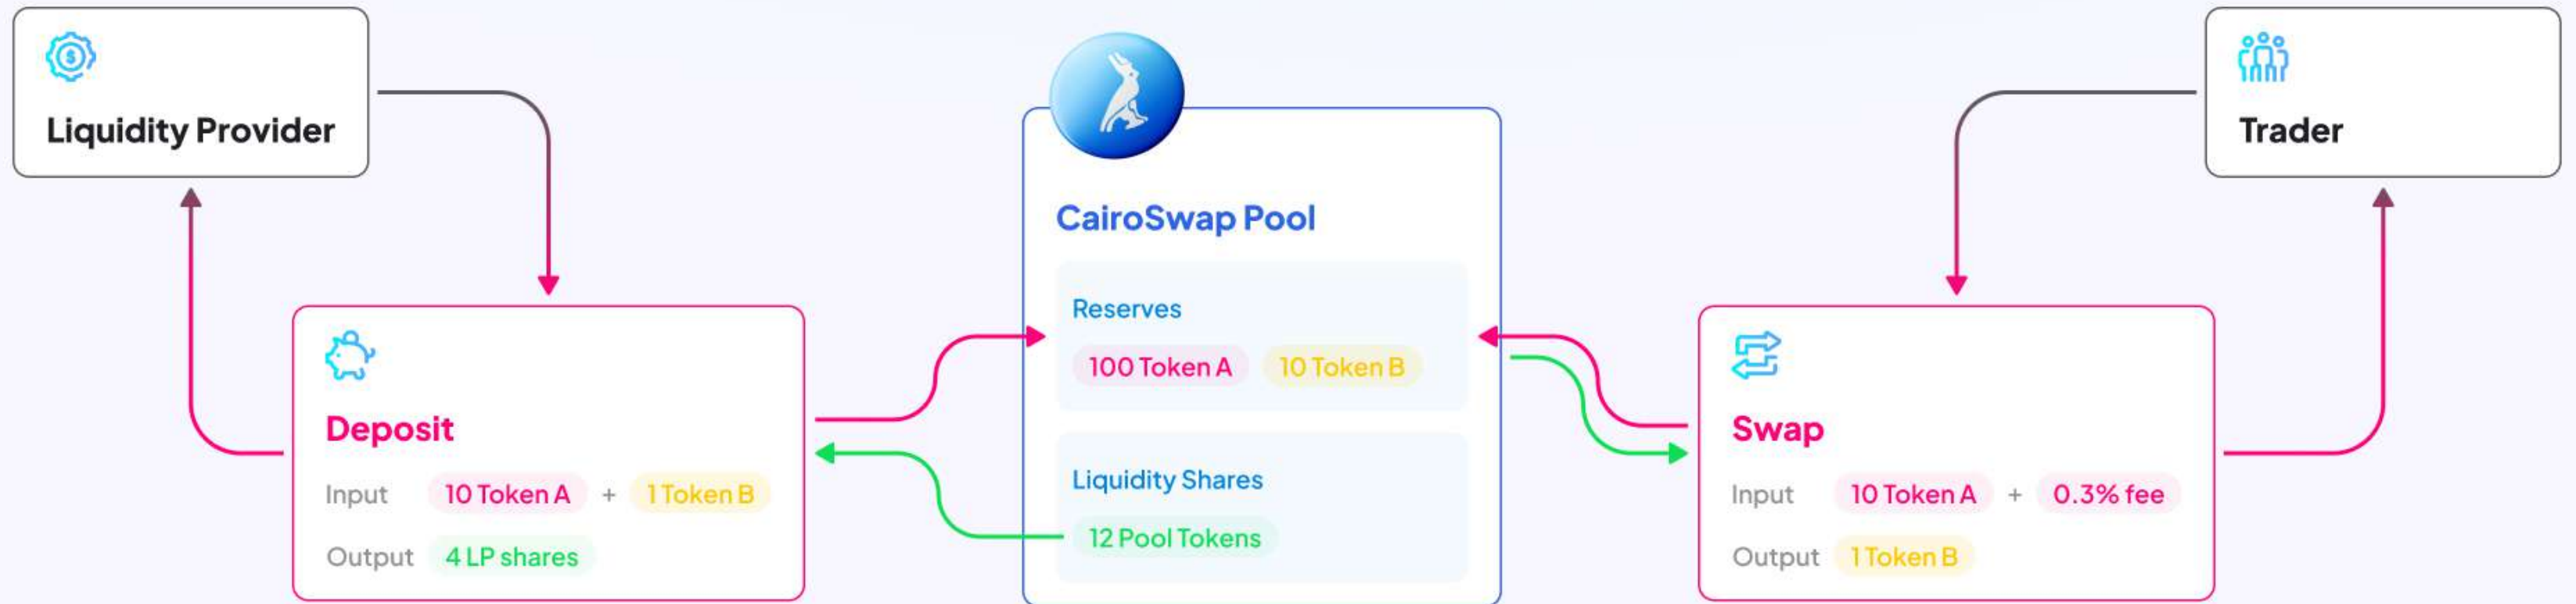 Liquidity Provider
Deposit
Input 10 Token A + 1 Token B
Output 4 LP shares
CairoSwap Pool
Reserves
100 Token A 10 Token B
Liquidity Shares
12 Pool Tokens
Trader
Swap
Input 10 Token A + 0.3% fee
Output 1 Token B